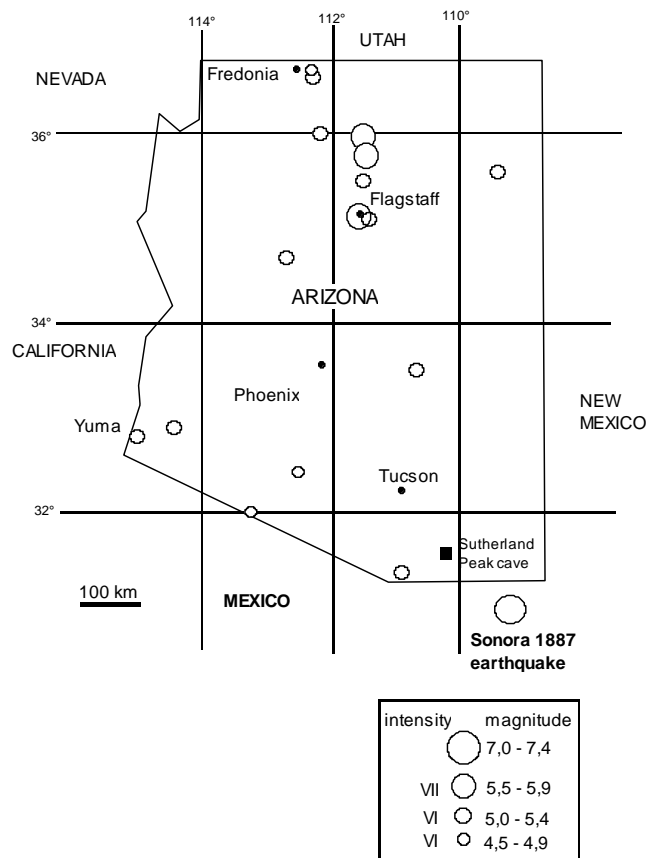 114°
112°
110°
UTAH
NEVADA
Fredonia
36°
Flagstaff
ARIZONA
34°
CALIFORNIA
Phoenix
NEW
MEXICO
Yuma
Tucson
32°
Sutherland
Peak cave
100 km
MEXICO
Sonora 1887
earthquake
intensity magnitude
7,0 - 7,4
VII 5,5 - 5,9
VI 5,0 - 5,4
VI 4,5 - 4,9